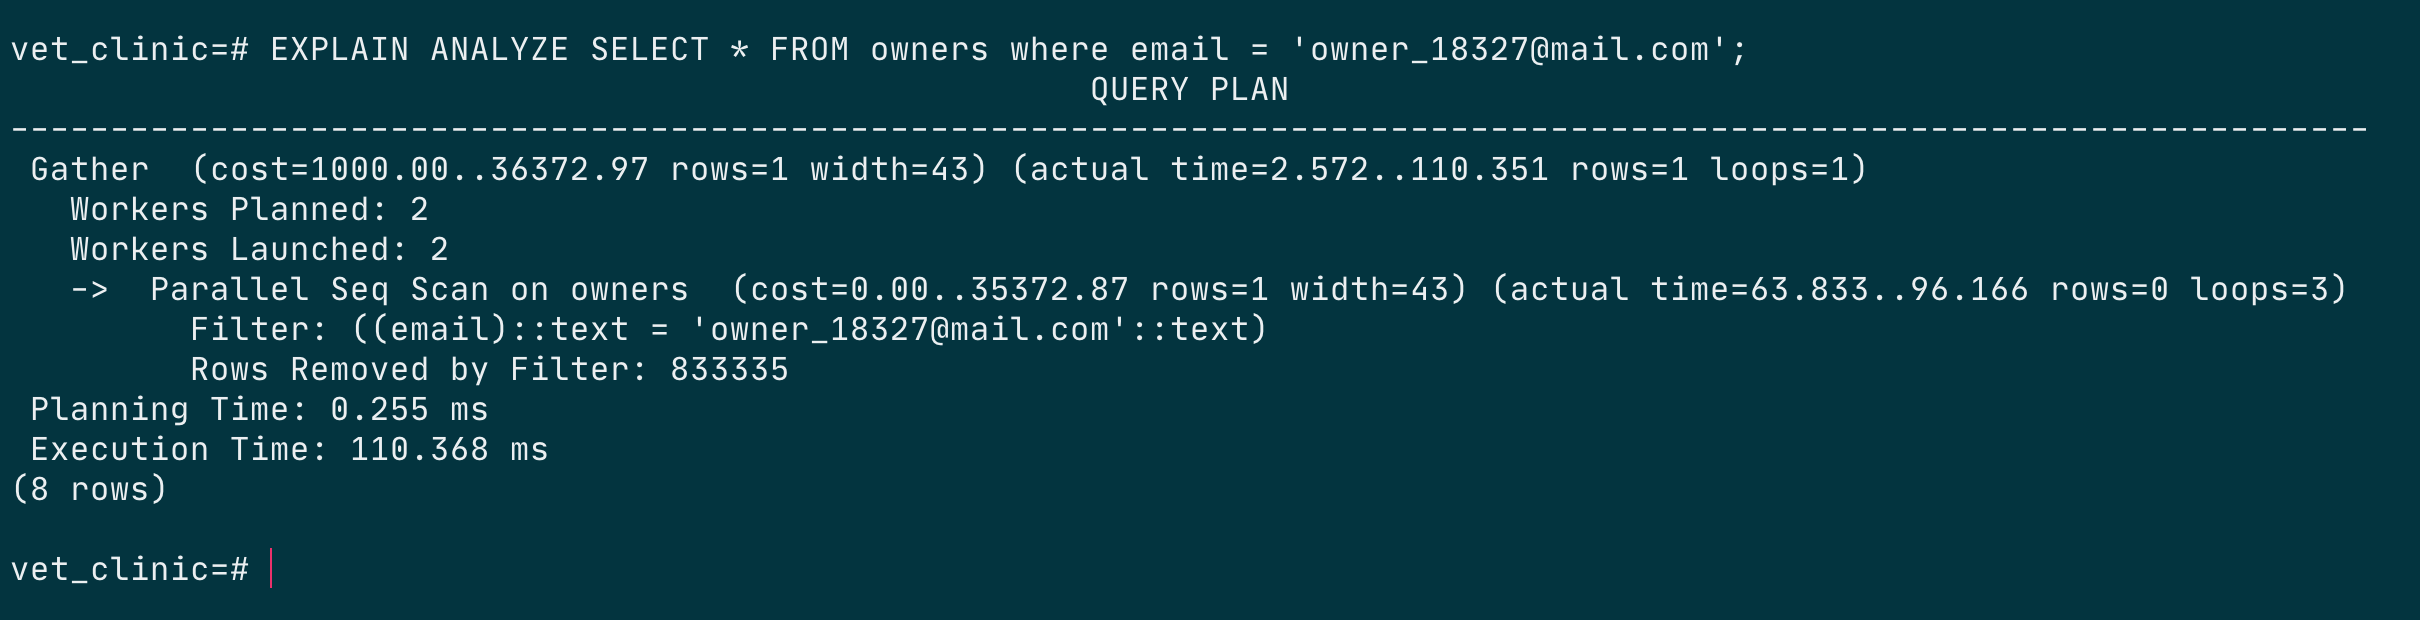 vet_clinic=# EXPLAIN ANALYZE SELECT * FROM owners where email = 'owner_18327@mail.com';
QUERY PLAN
----------------------------------------------------------------------------------------------------------------------
Gather  (cost=1000.00..36372.97 rows=1 width=43) (actual time=2.572..110.351 rows=1 loops=1)
Workers Planned: 2
Workers Launched: 2
->  Parallel Seq Scan on owners  (cost=0.00..35372.87 rows=1 width=43) (actual time=63.833..96.166 rows=0 loops=3)
Filter: ((email)::text = 'owner_18327@mail.com'::text)
Rows Removed by Filter: 833335
Planning Time: 0.255 ms
Execution Time: 110.368 ms
(8 rows)
vet_clinic=#